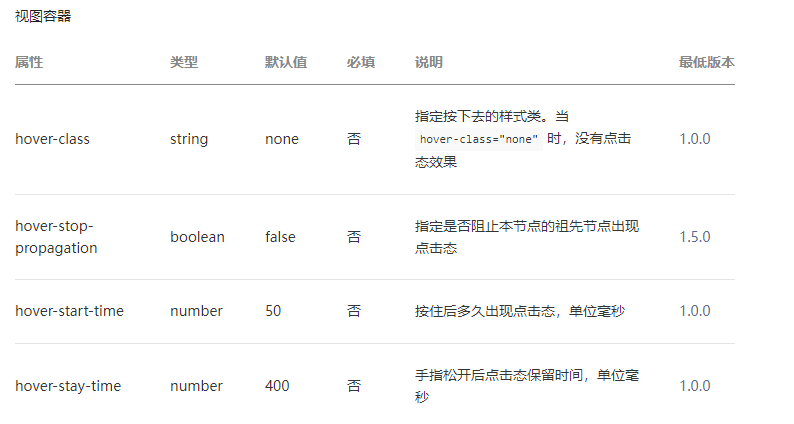 视图容器
属性 类型 默认值 必填 说明 最低版本
指定按下去的样式类。当
hover-class string none 否 hover-class="none" 时，没有点击 1.0.0
态效果
hover-stop- 指定是否阻止本节点的祖先节点出现
boolean false 否 1.5.0
propagation 点击态
hover-start-time number 50 否 按住后多久出现点击态，单位毫秒 1.0.0
手指松开后点击态保留时间，单位毫
hover-stay-time number 400 否 1.0.0
秒